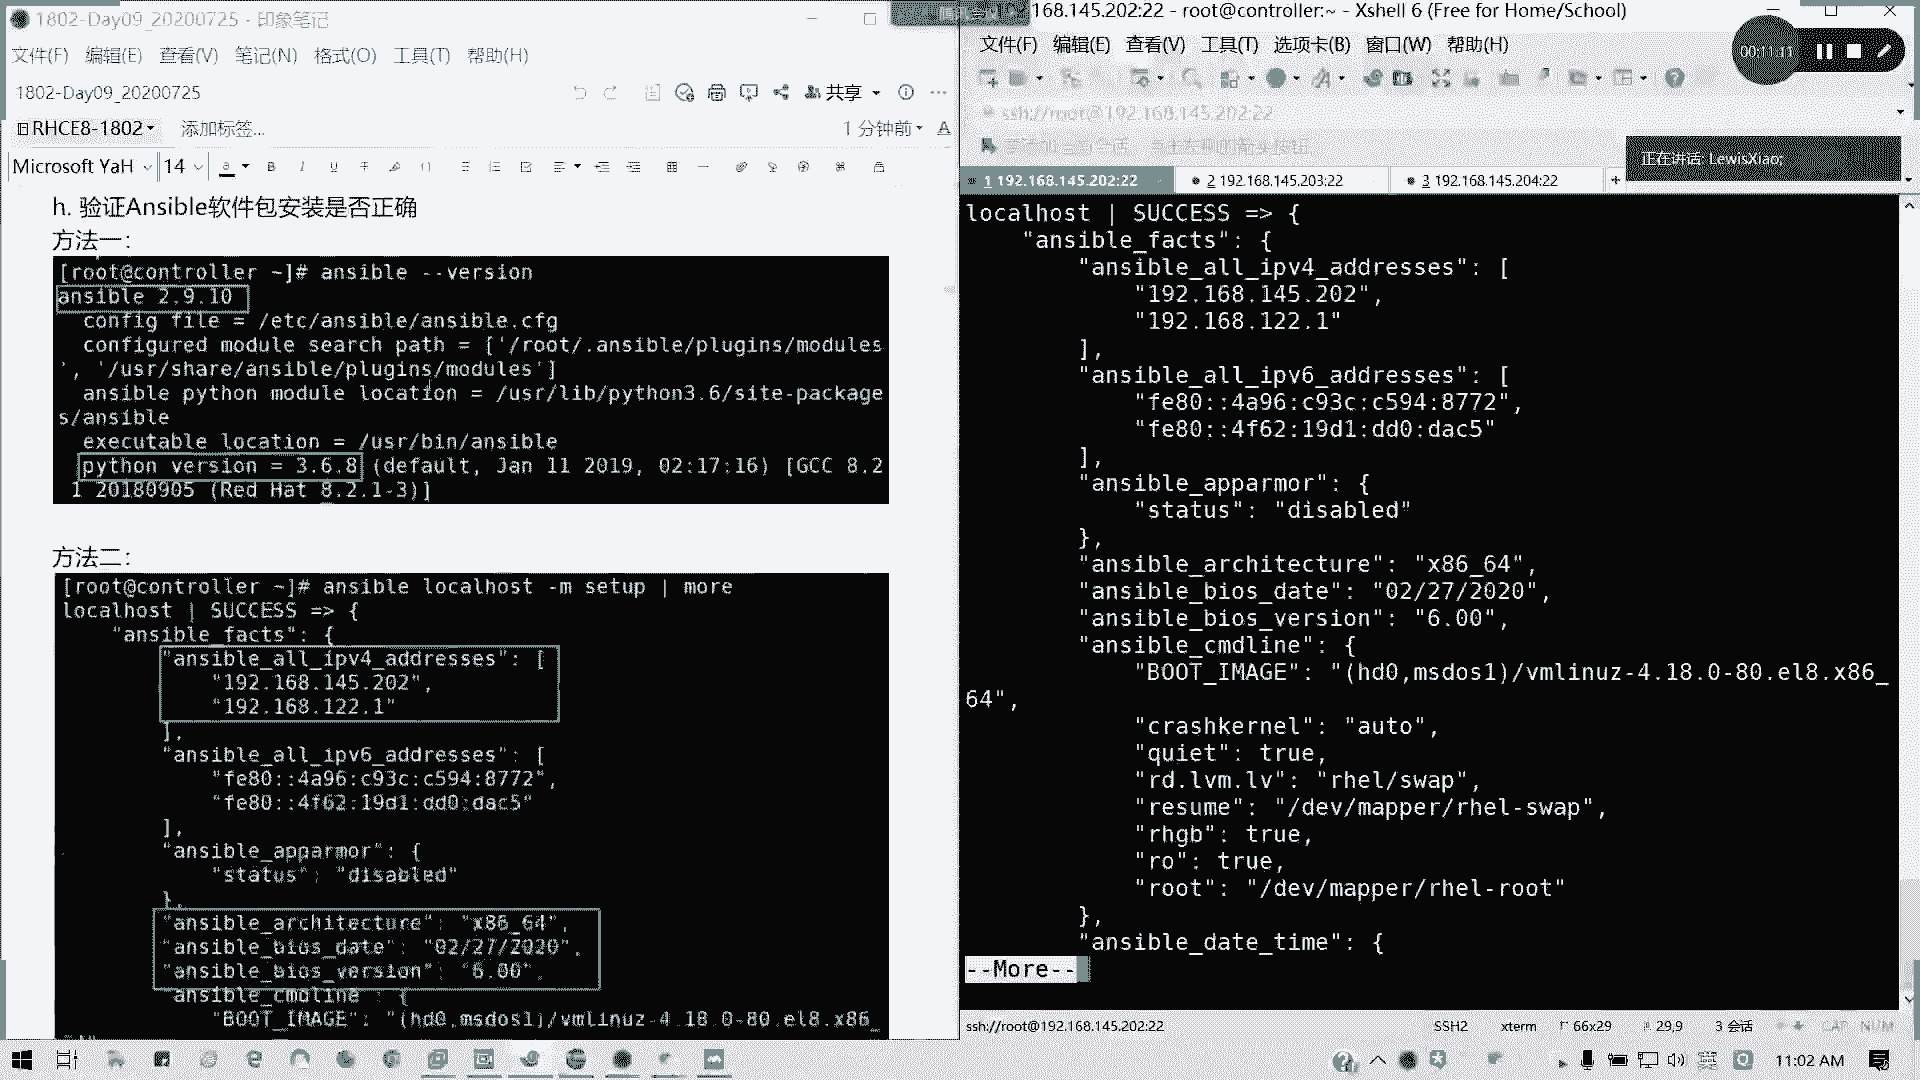 1802-Day09_20200725 - 印象笔记
文件(F) 编辑(E) 查看(V) 笔记(N) 格式(O) 工具(T) 帮助(H)
1802-Day09_20200725
共享
RHCE8-1802
添加标签...
1 分钟前
Microsoft YaH
14
h. 验证Ansible软件包安装是否正确
方法一:
[root@controller ~]# ansible --version
ansible 2.9.10
config file = /etc/ansible/ansible.cfg
configured module search path = ['/root/.ansible/plugins/modules
', '/usr/share/ansible/plugins/modules']
ansible python module location = /usr/lib/python3.6/site-package
s/ansible
executable location = /usr/bin/ansible
python version = 3.6.8 (default, Jan 11 2019, 02:17:16) [GCC 8.2
.1 20180905 (Red Hat 8.2.1-3)]
方法二:
[root@controller ~]# ansible localhost -m setup | more
localhost | SUCCESS => {
"ansible_facts": {
"ansible_all_ipv4_addresses": [
"192.168.145.202",
"192.168.122.1"
],
"ansible_all_ipv6_addresses": [
"fe80::4a96:c93c:c594:8772",
"fe80::4f62:19d1:dd0:dac5"
],
"ansible_apparmor": {
"status": "disabled"
},
"ansible_architecture": "x86_64",
"ansible_bios_date": "02/27/2020",
"ansible_bios_version": "6.00",
"ansible_cmdline": {
"BOOT_IMAGE": "(hd0,msdos1)/vmlinuz-4.18.0-80.el8.x86_
168.145.202:22 - root@controller:~ - Xshell 6 (Free for Home/School)
文件(F) 编辑(E) 查看(V) 工具(T) 选项卡(B) 窗口(W) 帮助(H)
00:11:11
ssh://root@192.168.145.202:22
正在讲话: LewisXiao;
1 192.168.145.202:22
2 192.168.145.203:22
3 192.168.145.204:22
localhost | SUCCESS => {
"ansible_facts": {
"ansible_all_ipv4_addresses": [
"192.168.145.202",
"192.168.122.1"
],
"ansible_all_ipv6_addresses": [
"fe80::4a96:c93c:c594:8772",
"fe80::4f62:19d1:dd0:dac5"
],
"ansible_apparmor": {
"status": "disabled"
},
"ansible_architecture": "x86_64",
"ansible_bios_date": "02/27/2020",
"ansible_bios_version": "6.00",
"ansible_cmdline": {
"BOOT_IMAGE": "(hd0,msdos1)/vmlinuz-4.18.0-80.el8.x86_
64",
"crashkernel": "auto",
"quiet": true,
"rd.lvm.lv": "rhel/swap",
"resume": "/dev/mapper/rhel-swap",
"rhgb": true,
"ro": true,
"root": "/dev/mapper/rhel-root"
},
"ansible_date_time": {
--More--
ssh://root@192.168.145.202:22
SSH2
xterm
66x29
29,9
3 会话
CAP NUM
11:02 AM